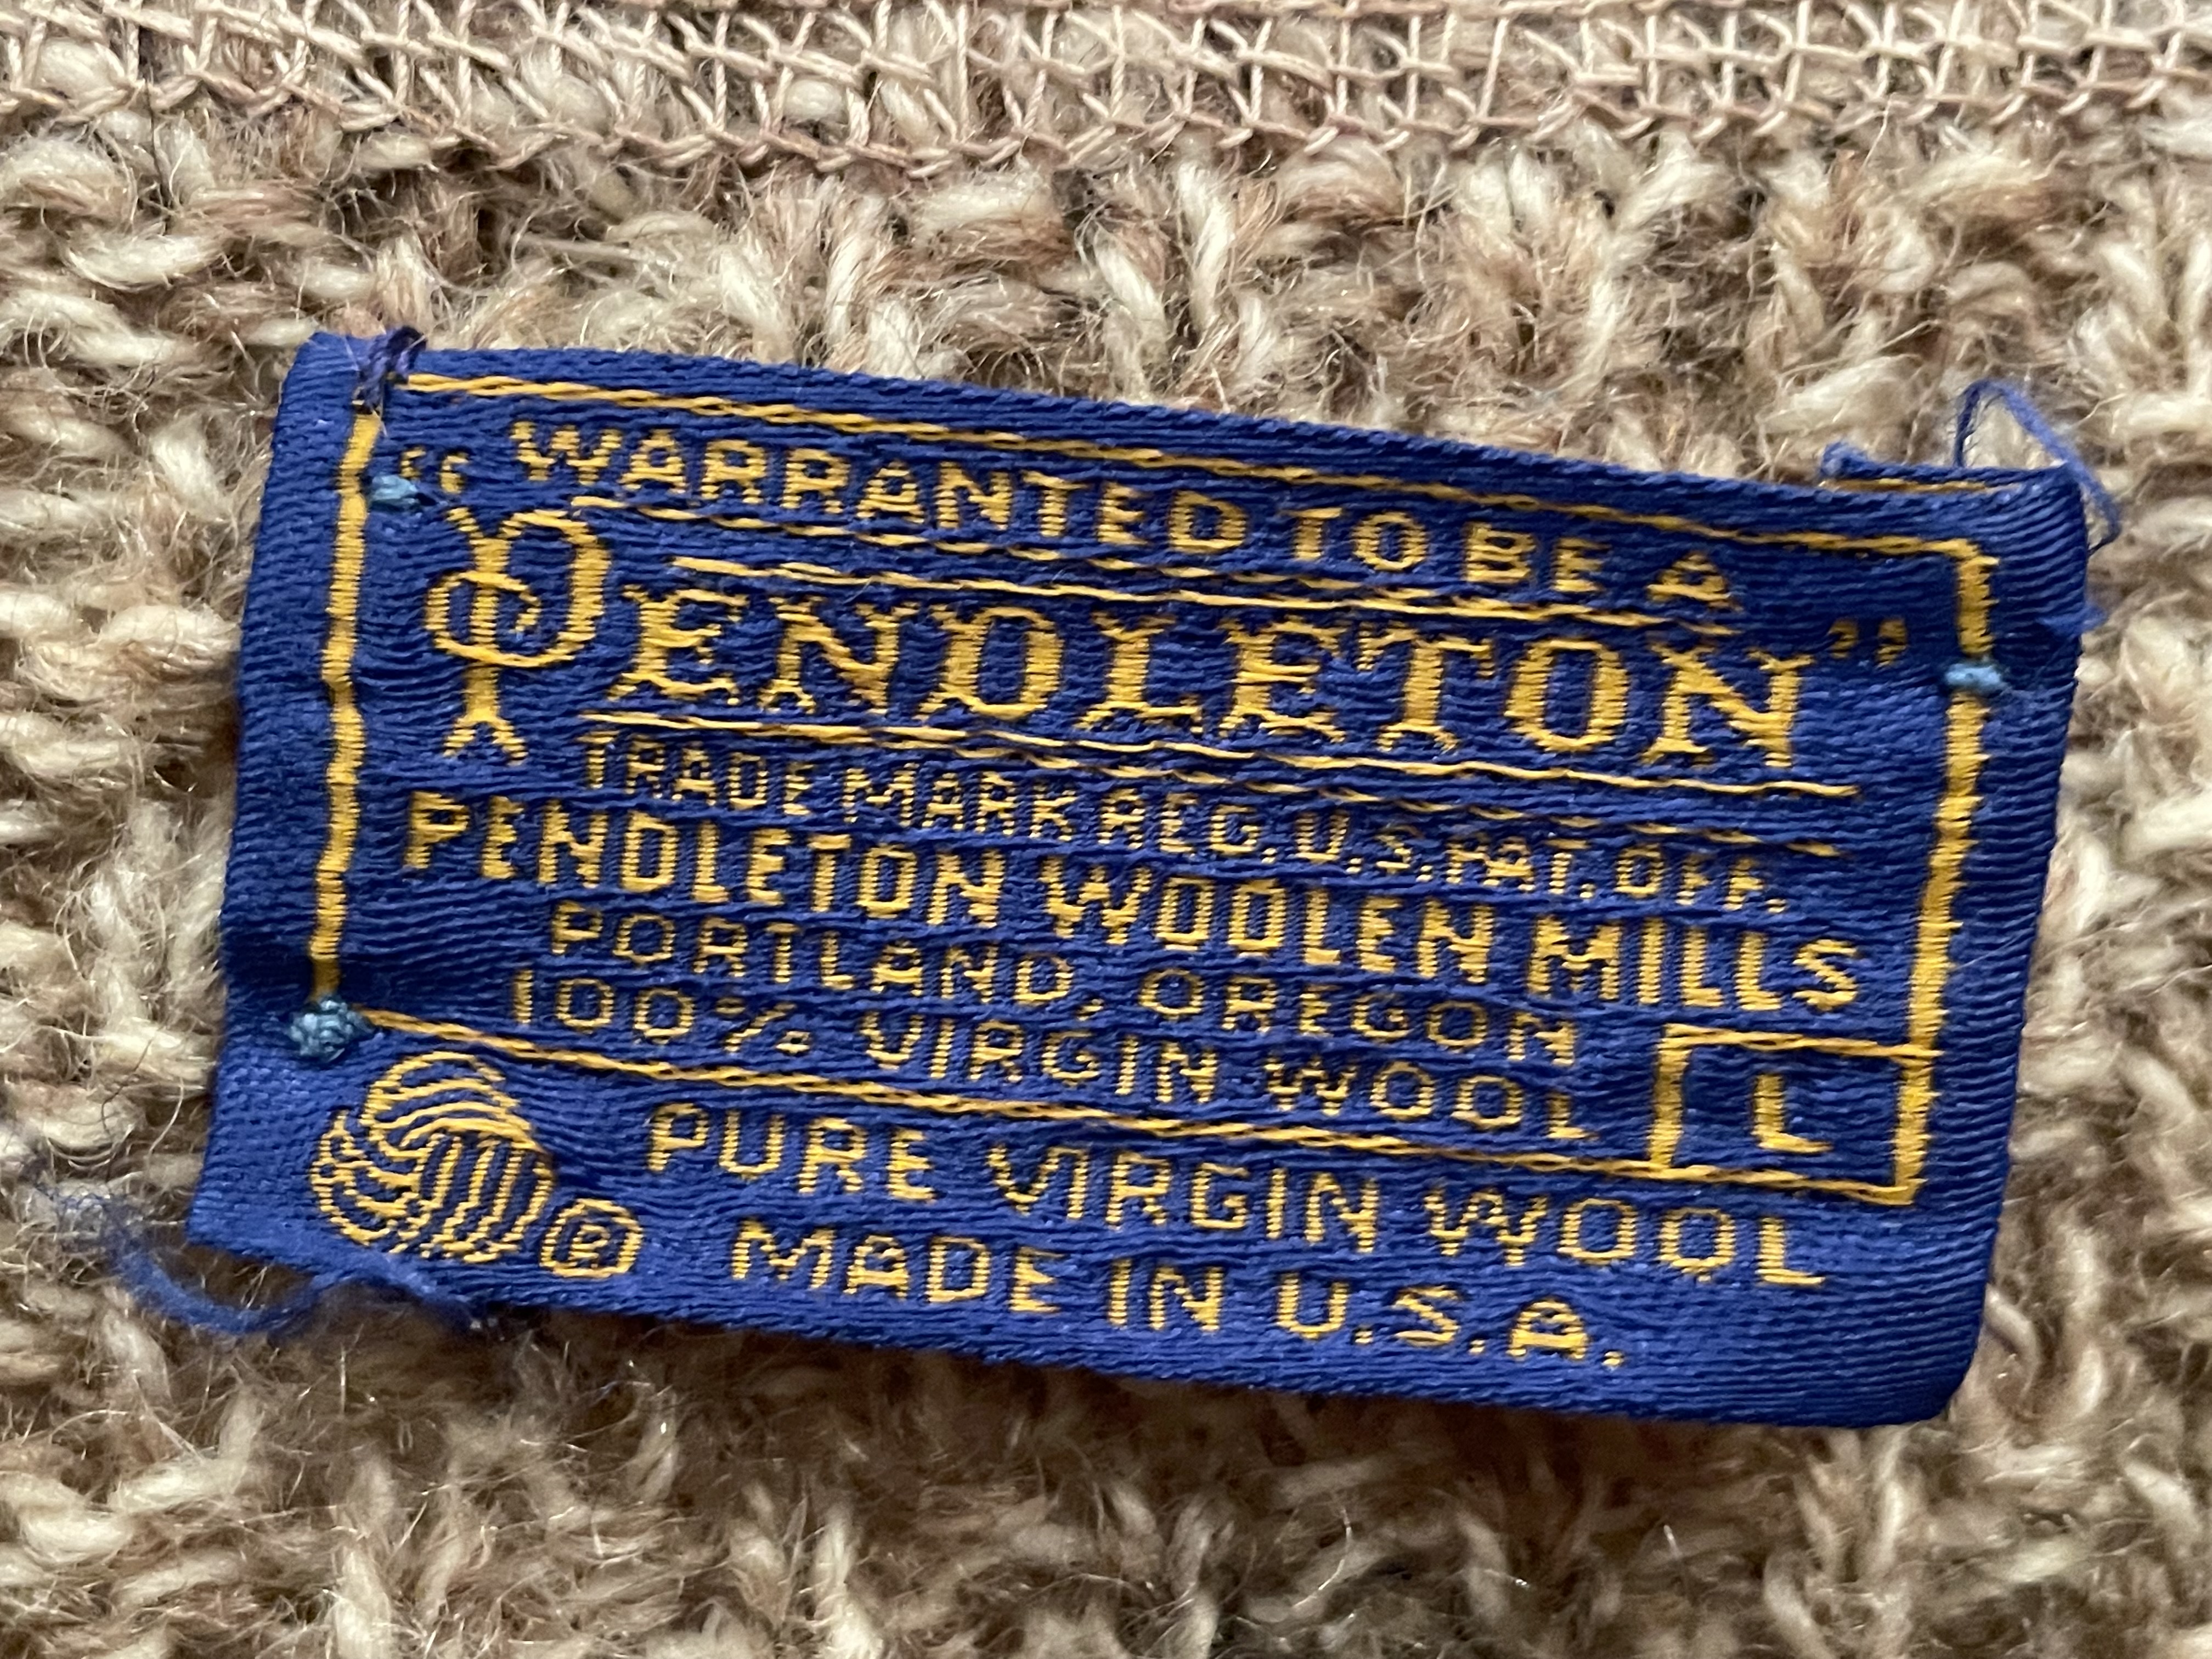 WARRANTED TO BE A
“PENDLETON”
TRADE MARK REG. U.S. PAT. OFF.
PENDLETON WOOLEN MILLS
PORTLAND, OREGON
100% VIRGIN WOOL
L
PURE VIRGIN WOOL
® MADE IN U.S.A.